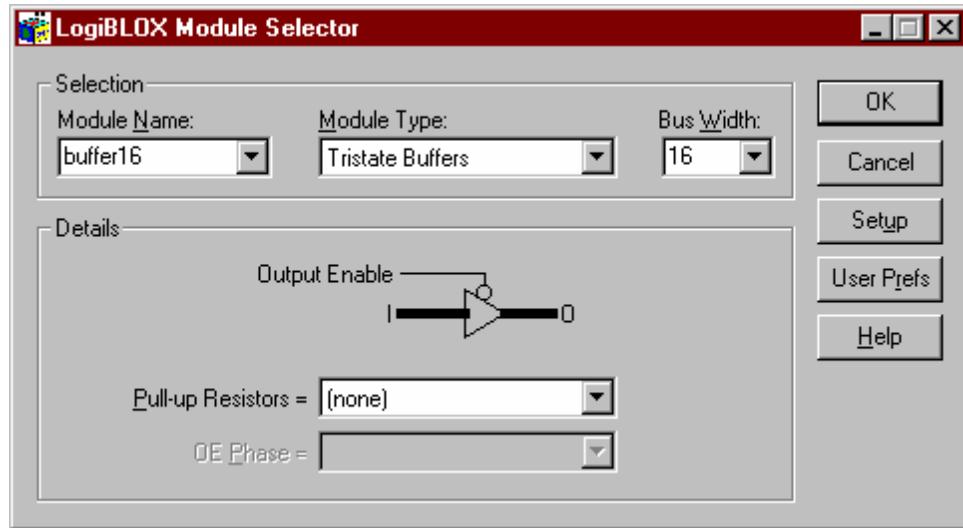 LogiBLOX Module Selector
Selection
Module Name:
Module Type:
Bus Width:
buffer16
Tristate Buffers
16
OK
Cancel
Setup
User Prefs
Help
Details
Output Enable
I
O
Pull-up Resistors =
(none)
OE Phase =